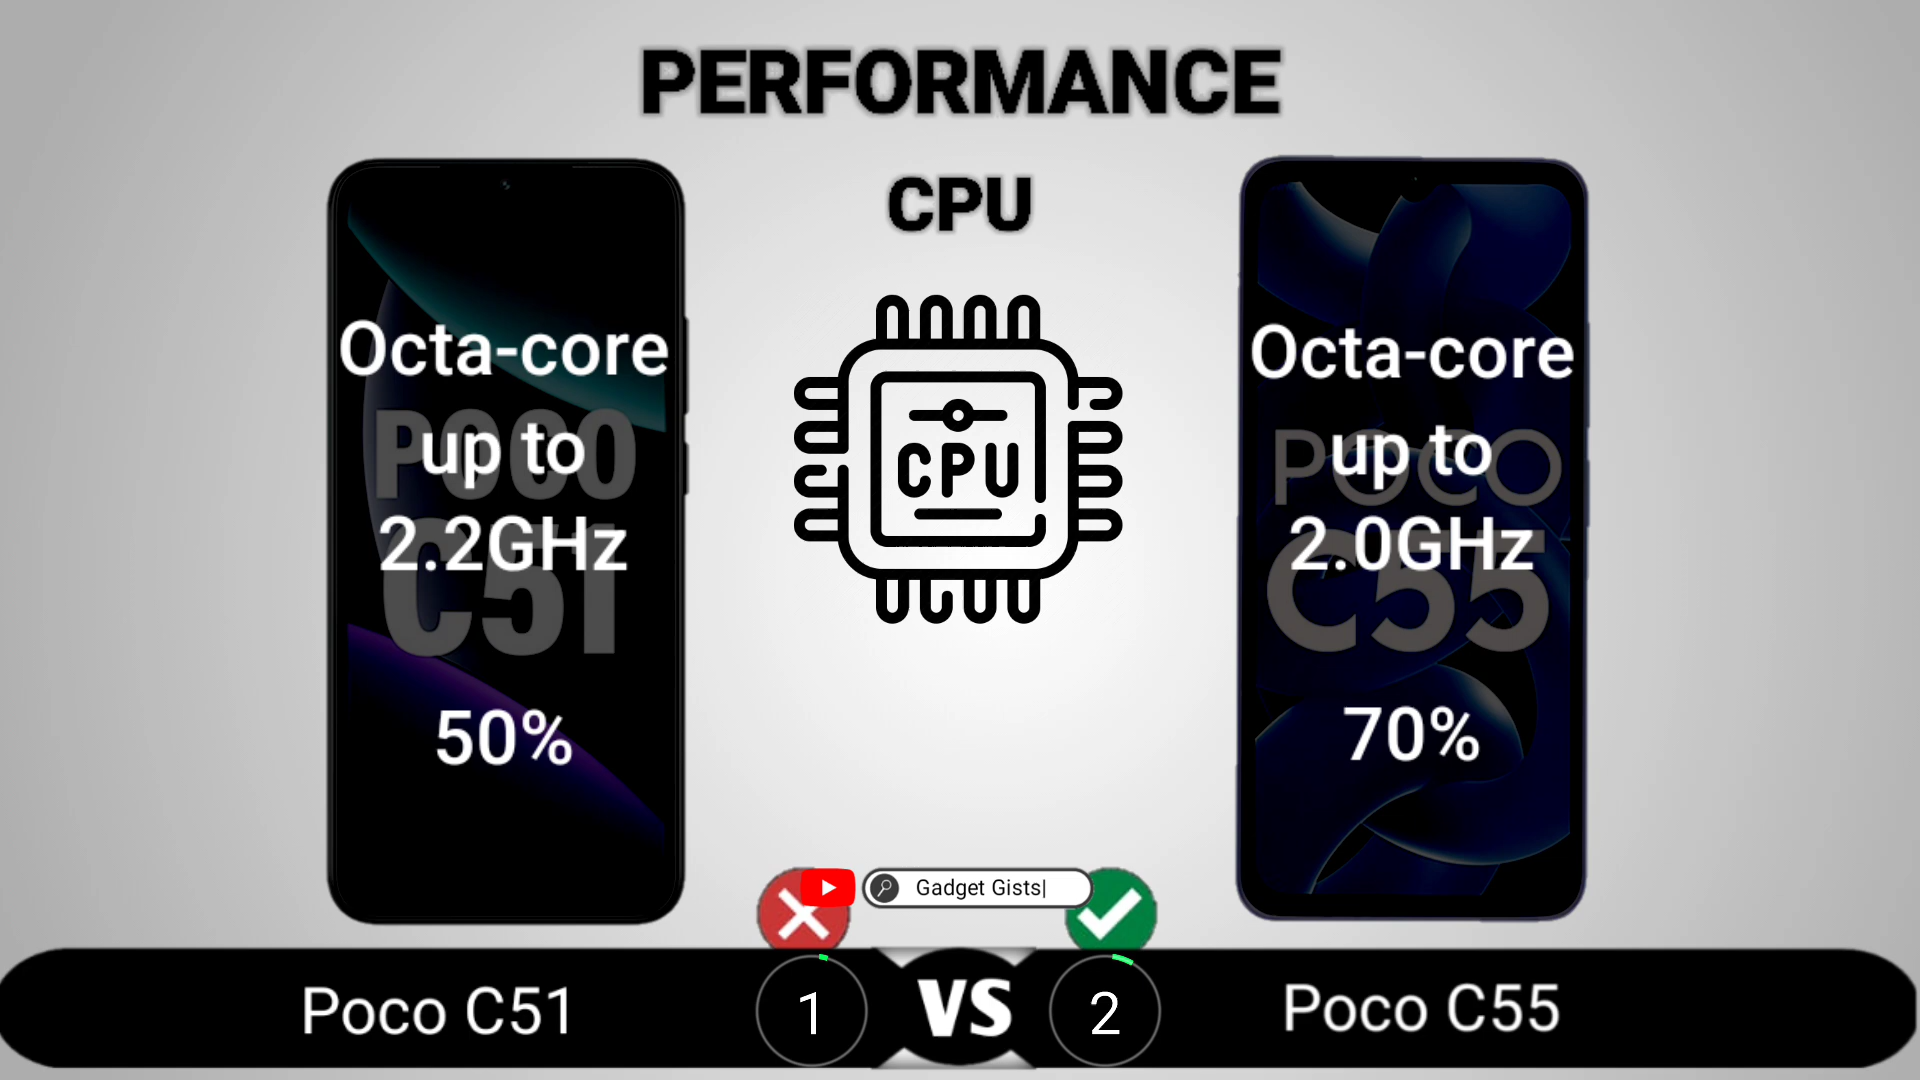 PERFORMANCE
CPU
Octa-core
up to
2.2GHz
POCO
C51
50%
CPU
Octa-core
up to
2.0GHz
POCO
C55
70%
Gadget Gists|
Poco C51
1
VS
2
Poco C55